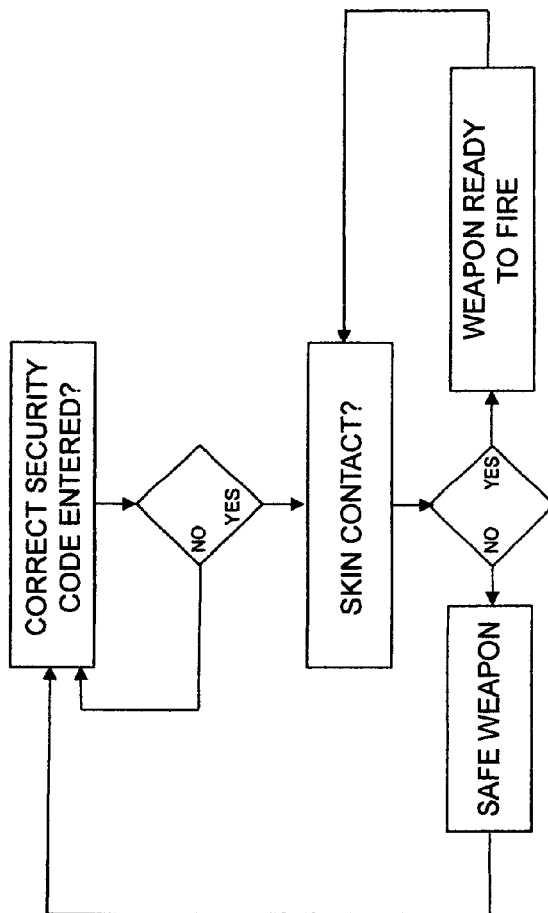 CORRECT SECURITY
CODE ENTERED?
NO
YES
SKIN CONTACT?
NO
YES
SAFE WEAPON
WEAPON READY
TO FIRE